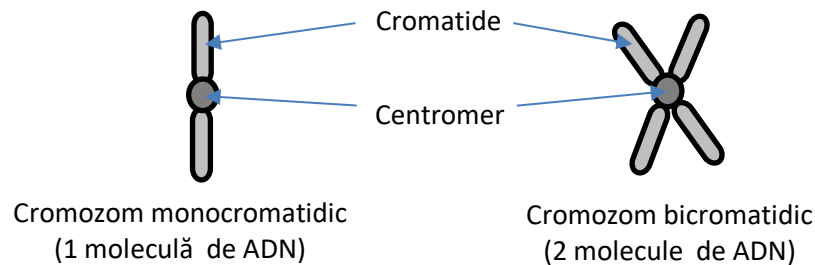 Cromatide
Centromer
Cromozom monocromatidic
(1 moleculă de ADN)
Cromozom bicromatidic
(2 molecule de ADN)